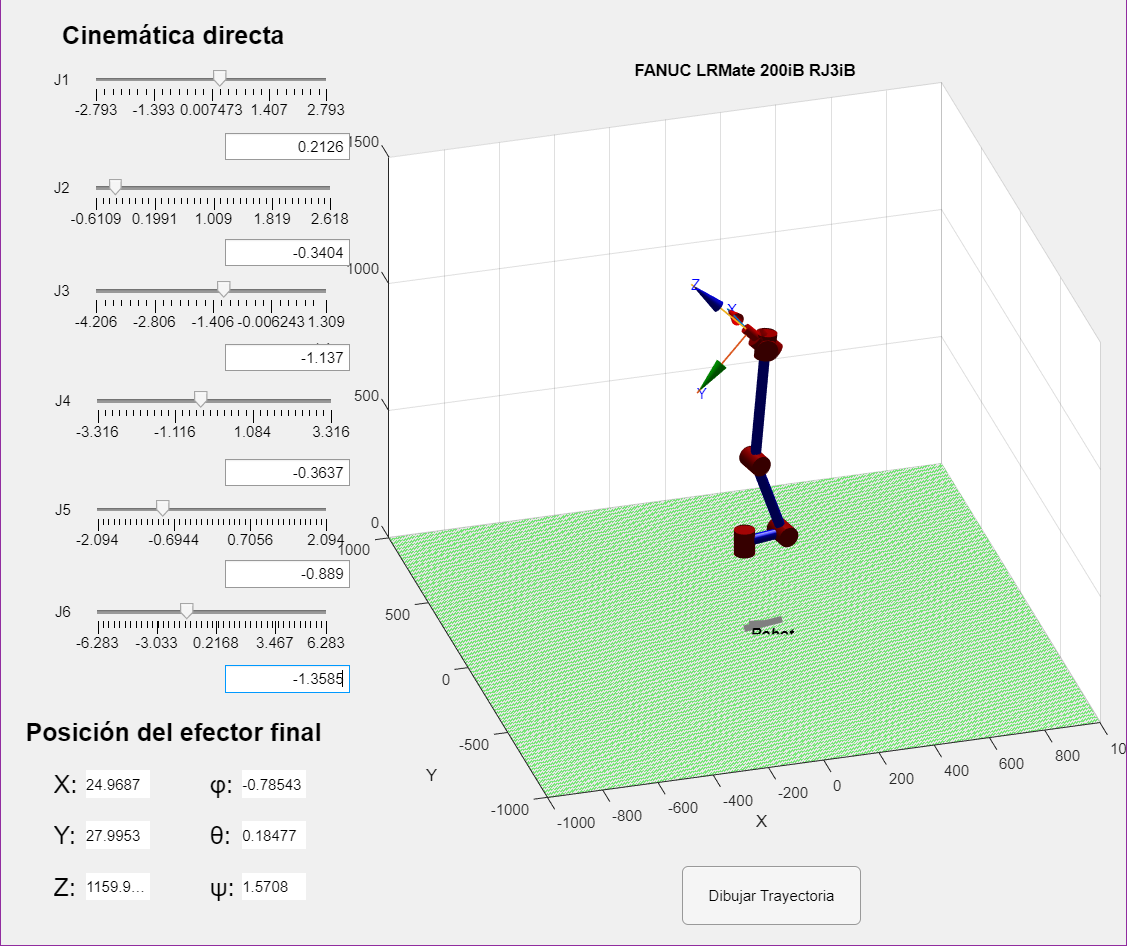 Cinemática directa
J1
-2.793 -1.393 0.007473 1.407 2.793
0.2126
J2
-0.6109 0.1991 1.009 1.819 2.618
-0.3404
J3
-4.206 -2.806 -1.406 -0.006243 1.309
-1.137
J4
-3.316 -1.116 1.084 3.316
-0.3637
J5
-2.094 -0.6944 0.7056 2.094
-0.889
J6
-6.283 -3.033 0.2168 3.467 6.283
-1.3585
Posición del efector final
X: 24.9687 φ: -0.78543
Y: 27.9953 θ: 0.18477
Z: 1159.9... ψ: 1.5708
FANUC LRMate 200iB RJ3iB
1500
1000
500
0
1000
500
0
-500
-1000
Y
-1000 -800 -600 -400 -200 0 200 400 600 800 10
X
Z
Y
Robot
Dibujar Trayectoria